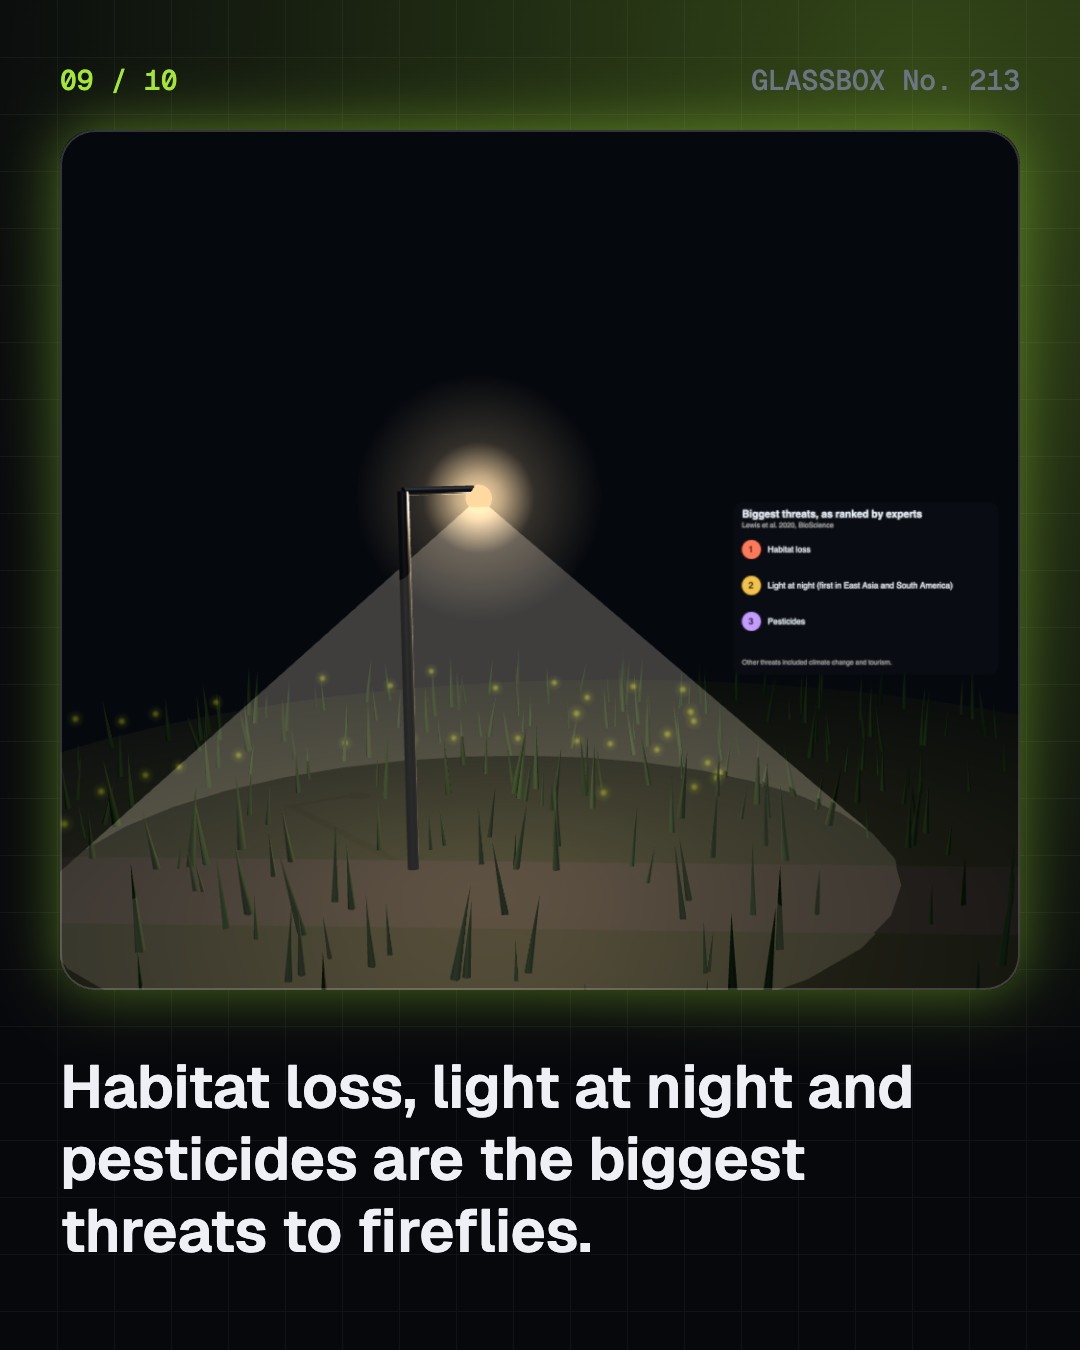 09 / 10
GLASSBOX No. 213
Biggest threats, as ranked by experts
Lewis et al. 2020, BioScience
1 Habitat loss
2 Light at night (first in East Asia and South America)
3 Pesticides
Other threats included climate change and tourism.
Habitat loss, light at night and
pesticides are the biggest
threats to fireflies.